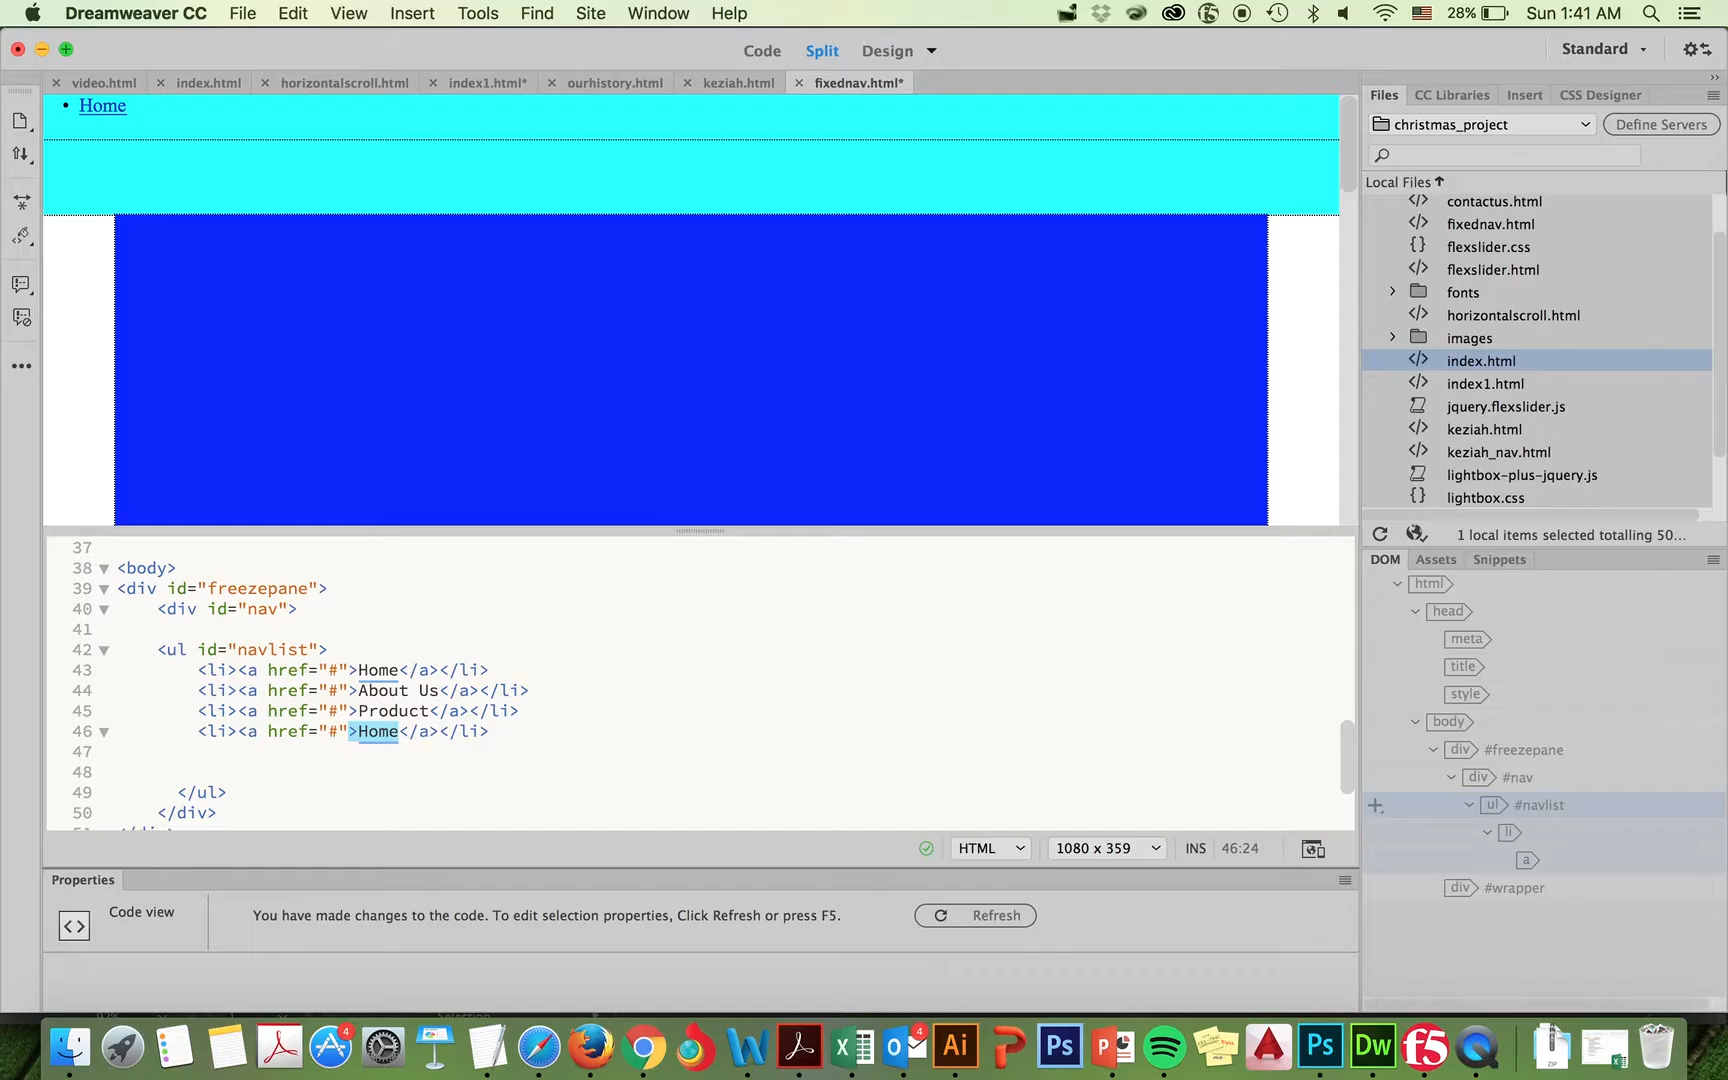 Dreamweaver CC File Edit View Insert Tools Find Site Window Help 28% Sun 1:41 AM
Code Split Design Standard
video.html index.html horizontalscroll.html index1.html* ourhistory.html keziah.html fixednav.html*
Files CC Libraries Insert CSS Designer
christmas_project Define Servers
Local Files
contactus.html
fixednav.html
flexslider.css
flexslider.html
fonts
horizontalscroll.html
images
index.html
index1.html
jquery.flexslider.js
keziah.html
keziah_nav.html
lightbox-plus-jquery.js
lightbox.css
1 local items selected totalling 50...
• Home
37
38 <body>
39 <div id="freezepane">
40 <div id="nav">
41
42 <ul id="navlist">
43 <li><a href="#">Home</a></li>
44 <li><a href="#">About Us</a></li>
45 <li><a href="#">Product</a></li>
46 <li><a href="#">Home</a></li>
47
48
49 </ul>
50 </div>
HTML 1080 x 359 INS 46:24
DOM Assets Snippets
html
head
meta
title
style
body
div #freezepane
div #nav
ul #navlist
li
a
div #wrapper
Properties
Code view
You have made changes to the code. To edit selection properties, Click Refresh or press F5.
Refresh
4 W X 4 Ai Ps P Ps Dw f5
ZIP